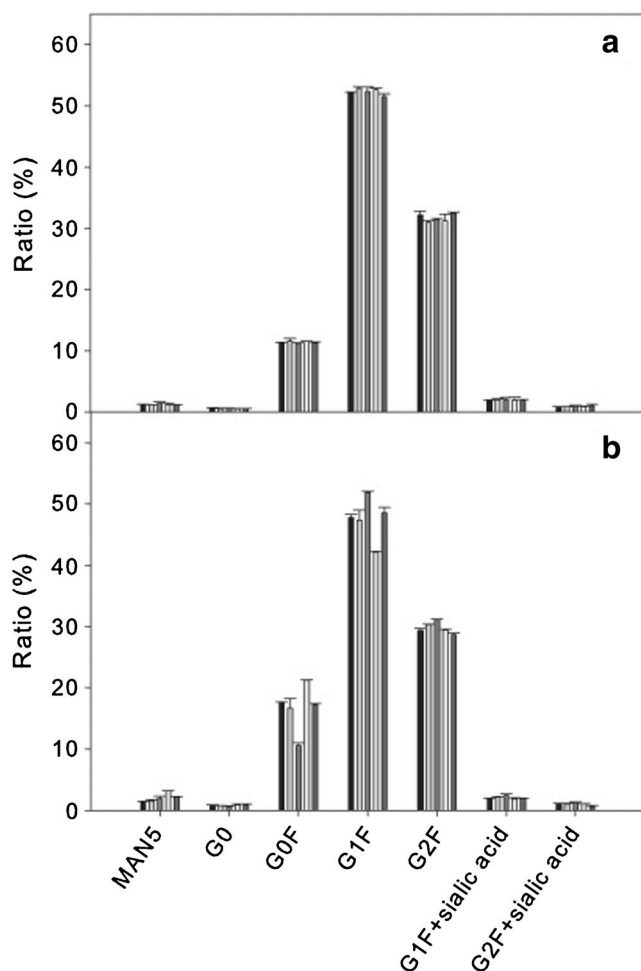 a
60
50
40
30
20
10
0
Ratio (%)
b
60
50
40
30
20
10
0
Ratio (%)
MAN5
G0
G0F
G1F
G2F
G1F+sialic acid
G2F+sialic acid